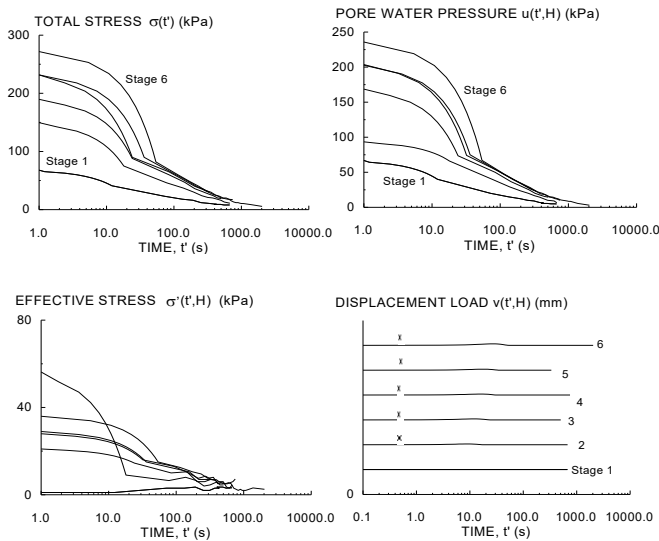 TOTAL STRESS σ(t') (kPa)
300
200
100
0
Stage 6
Stage 1
1.0 10.0 100.0 1000.0 10000.0
TIME, t' (s)
PORE WATER PRESSURE u(t',H) (kPa)
250
200
150
100
50
0
Stage 6
Stage 1
1.0 10.0 100.0 1000.0 10000.0
TIME, t' (s)
EFFECTIVE STRESS σ'(t',H) (kPa)
80
40
0
1.0 10.0 100.0 1000.0 10000.0
TIME, t' (s)
DISPLACEMENT LOAD v(t',H) (mm)
x
6
x
5
x
4
x
3
x
2
Stage 1
0
0.1 1.0 10.0 100.0 1000.0 10000.0
TIME, t' (s)